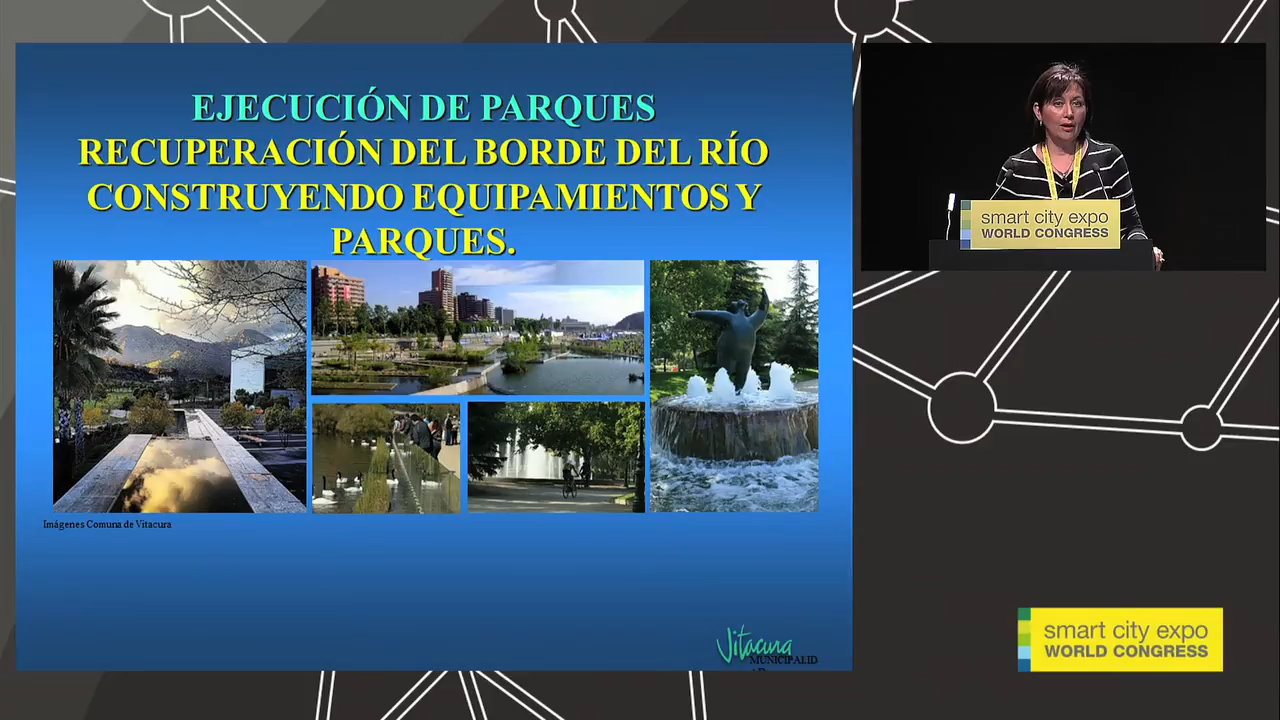 EJECUCIÓN DE PARQUES
RECUPERACIÓN DEL BORDE DEL RÍO
CONSTRUYENDO EQUIPAMIENTOS Y
PARQUES.
Imágenes Comuna de Vitacura
Vitacura
MUNICIPALID
smart city expo
WORLD CONGRESS
smart city expo
WORLD CONGRESS